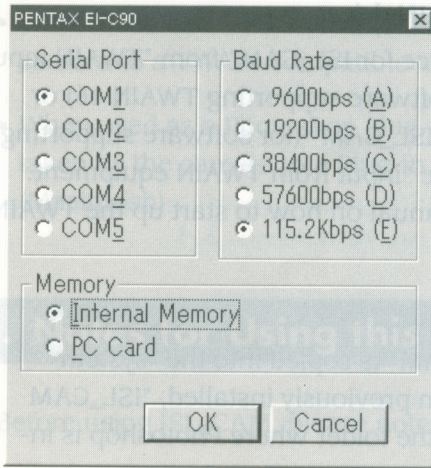 PENTAX EI-C90
Serial Port
COM1
COM2
COM3
COM4
COM5
Baud Rate
9600bps (A)
19200bps (B)
38400bps (C)
57600bps (D)
115.2Kbps (E)
Memory
Internal Memory
PC Card
OK
Cancel